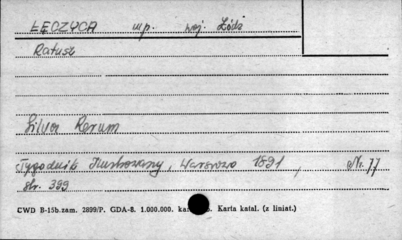 ŁĘCZYCA m.p. woj. Łódź
Ratusz
Silva Rerum
Tygodnik Ilustrowany, Warszawa 1891, Nr. 77
str. 399
CWD B-15b.zam. 2899/P. GDA-8. 1.000.000. Karta katal. (z liniat.)